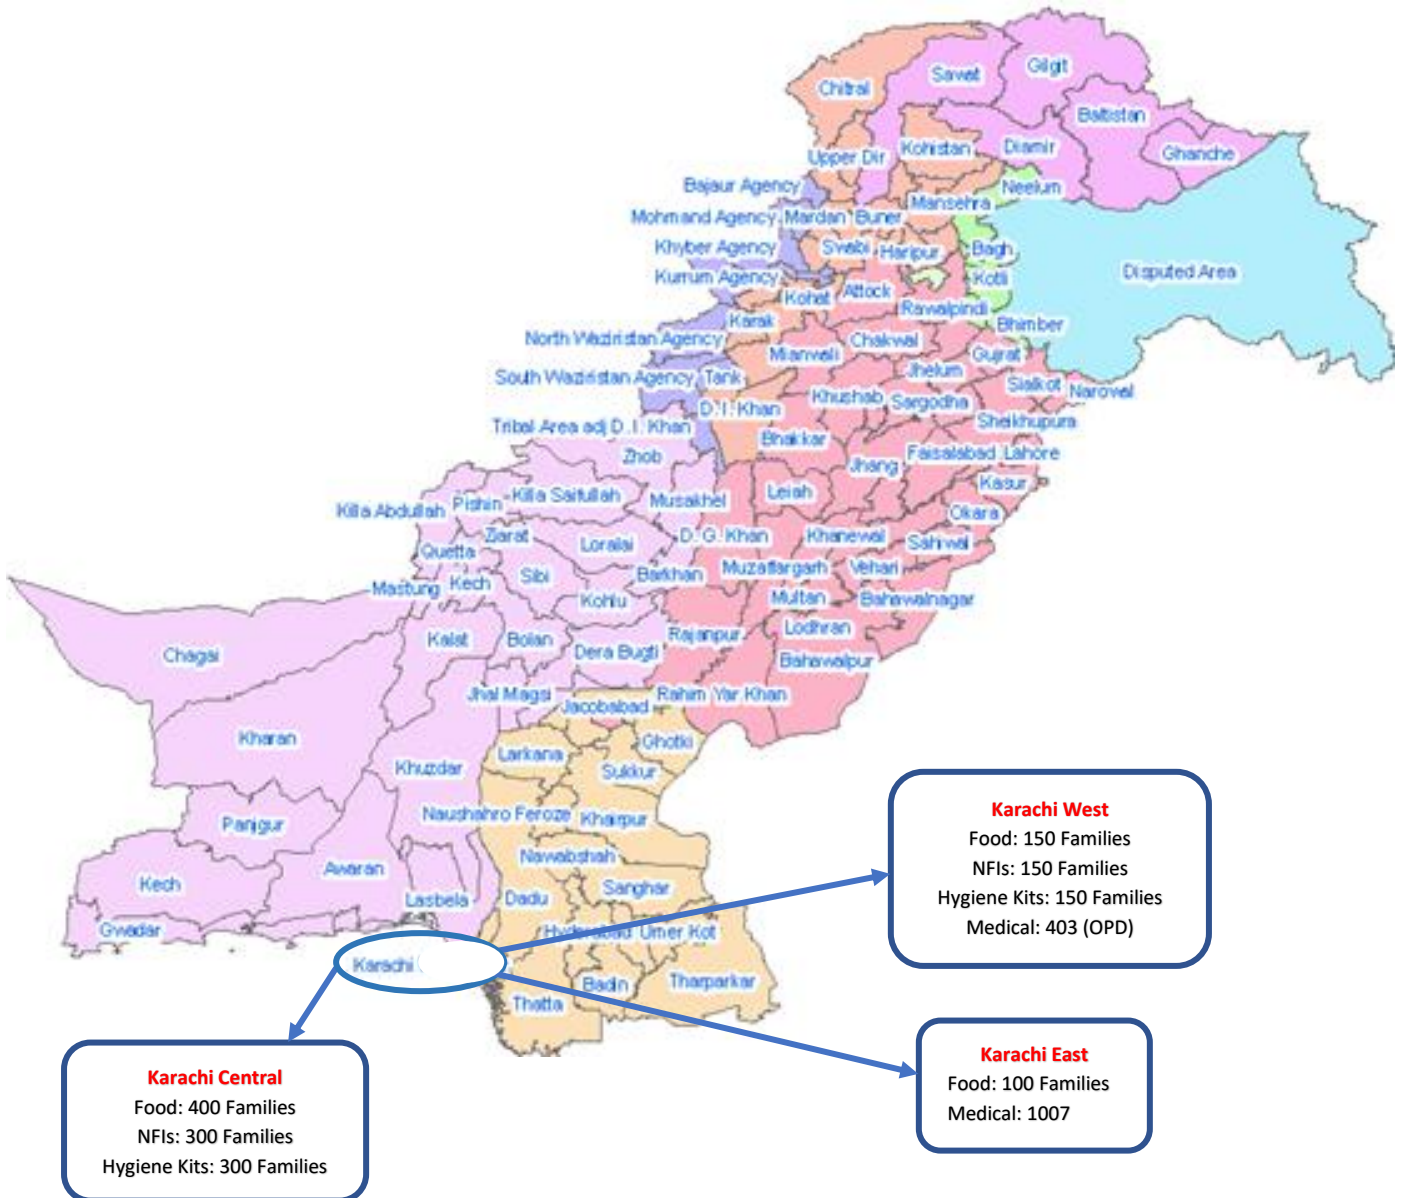 Gilgit
Sawat
Chitral
Baltistan
Kohistan
Diamir
Ghanche
Upper Dir
Bajaur Agency
Neelum
Mansehra
Mohmand Agency
Mardan
Buner
Khyber Agency
Swabi
Haripur
Bagh
Disputed Area
Kurrum Agency
Kotli
Kohat
Attock
Rawalpindi
Karak
Bhimber
North Waziristan Agency
Chakwal
Mianwali
Gujrat
South Waziristan Agency
Tank
Jhelum
Sialkot
Narovval
Khushab
Sargodha
D. I. Khan
Sheikhupura
Tribal Area adj D. I. Khan
Bhakkar
Zhob
Faisalabad
Lahore
Jhang
Kasur
Killa Abdullah
Pishin
Killa Saifullah
Musakhel
Leiah
Okara
Ziarat
Loralai
D. G. Khan
Khanewal
Sahiwal
Quetta
Sibi
Barkhan
Muzaffargarh
Vehari
Mastung
Kech
Kohlu
Multan
Bahawalnagar
Kalat
Bolan
Rajanpur
Lodhran
Chagai
Dera Bugti
Bahawalpur
Jhal Magsi
Jacobabad
Rahim Yar Khan
Kharan
Ghotki
Larkana
Khuzdar
Sukkur
Panjgur
Naushahro Feroze
Khairpur
Nawabshah
Awaran
Kech
Sanghar
Lasbela
Dadu
Gwadar
Hyderabad
Umer Kot
Karachi
Badin
Tharparkar
Thatta
Karachi West
Food: 150 Families
NFIs: 150 Families
Hygiene Kits: 150 Families
Medical: 403 (OPD)
Karachi East
Food: 100 Families
Medical: 1007
Karachi Central
Food: 400 Families
NFIs: 300 Families
Hygiene Kits: 300 Families